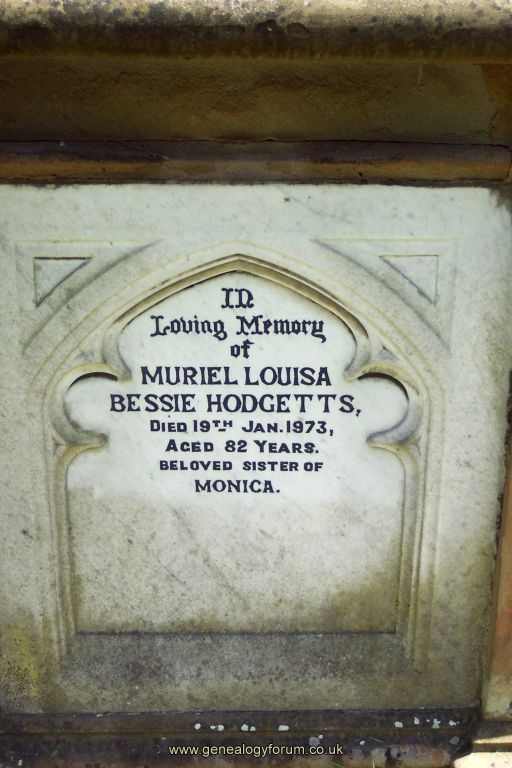 In
Loving Memory
of
MURIEL LOUISA
BESSIE HODGETTS,
DIED 19TH JAN. 1973,
AGED 82 YEARS.
BELOVED SISTER OF
MONICA.
www.genealogyforum.co.uk